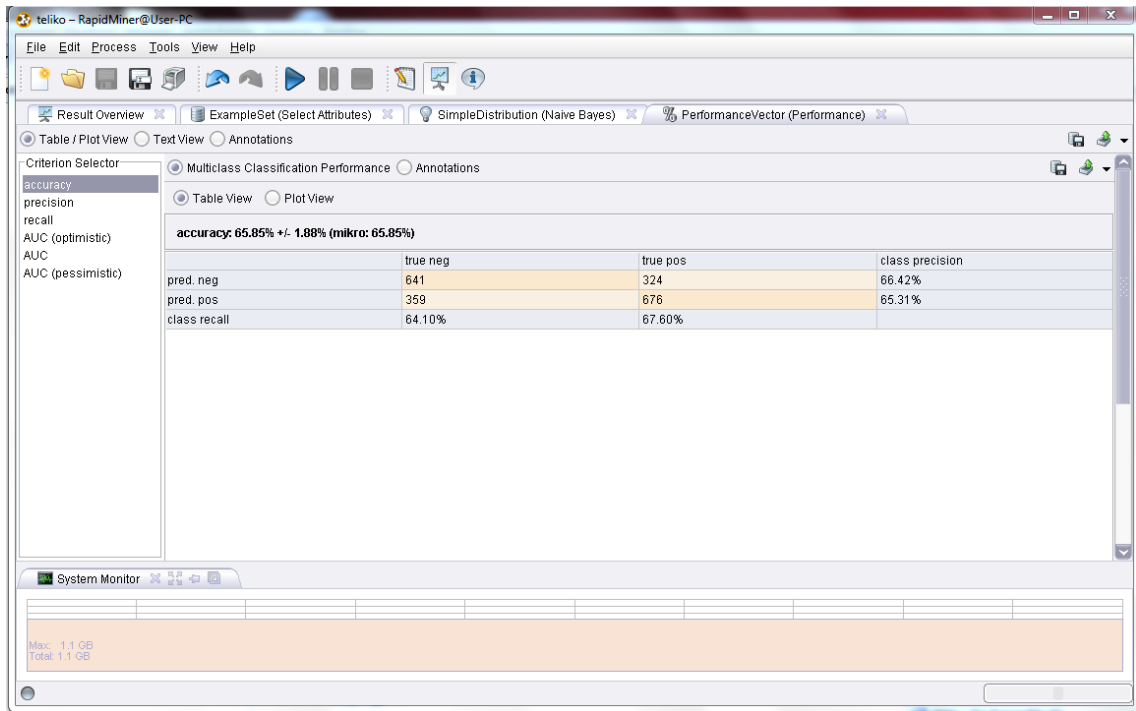 teliko – RapidMiner@User-PC
File Edit Process Tools View Help
Result Overview ExampleSet (Select Attributes) SimpleDistribution (Naive Bayes) PerformanceVector (Performance)
Table / Plot View Text View Annotations
Criterion Selector
accuracy
precision
recall
AUC (optimistic)
AUC
AUC (pessimistic)
Multiclass Classification Performance Annotations
Table View Plot View
accuracy: 65.85% +/- 1.88% (mikro: 65.85%)
true neg true pos class precision
pred. neg 641 324 66.42%
pred. pos 359 676 65.31%
class recall 64.10% 67.60%
System Monitor
Max: 1.1 GB
Total: 1.1 GB